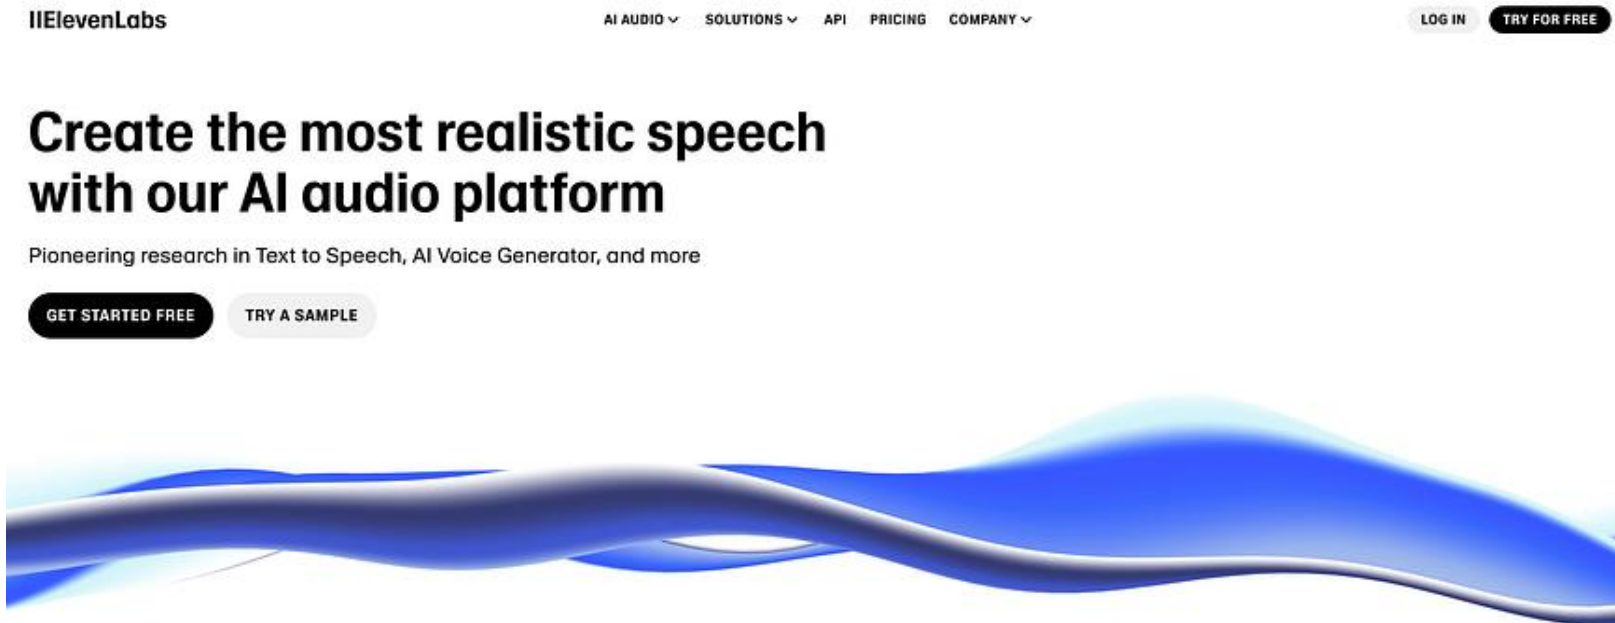 IIElevenLabs
AI AUDIO SOLUTIONS API PRICING COMPANY
LOG IN TRY FOR FREE
Create the most realistic speech
with our AI audio platform
Pioneering research in Text to Speech, AI Voice Generator, and more
GET STARTED FREE TRY A SAMPLE